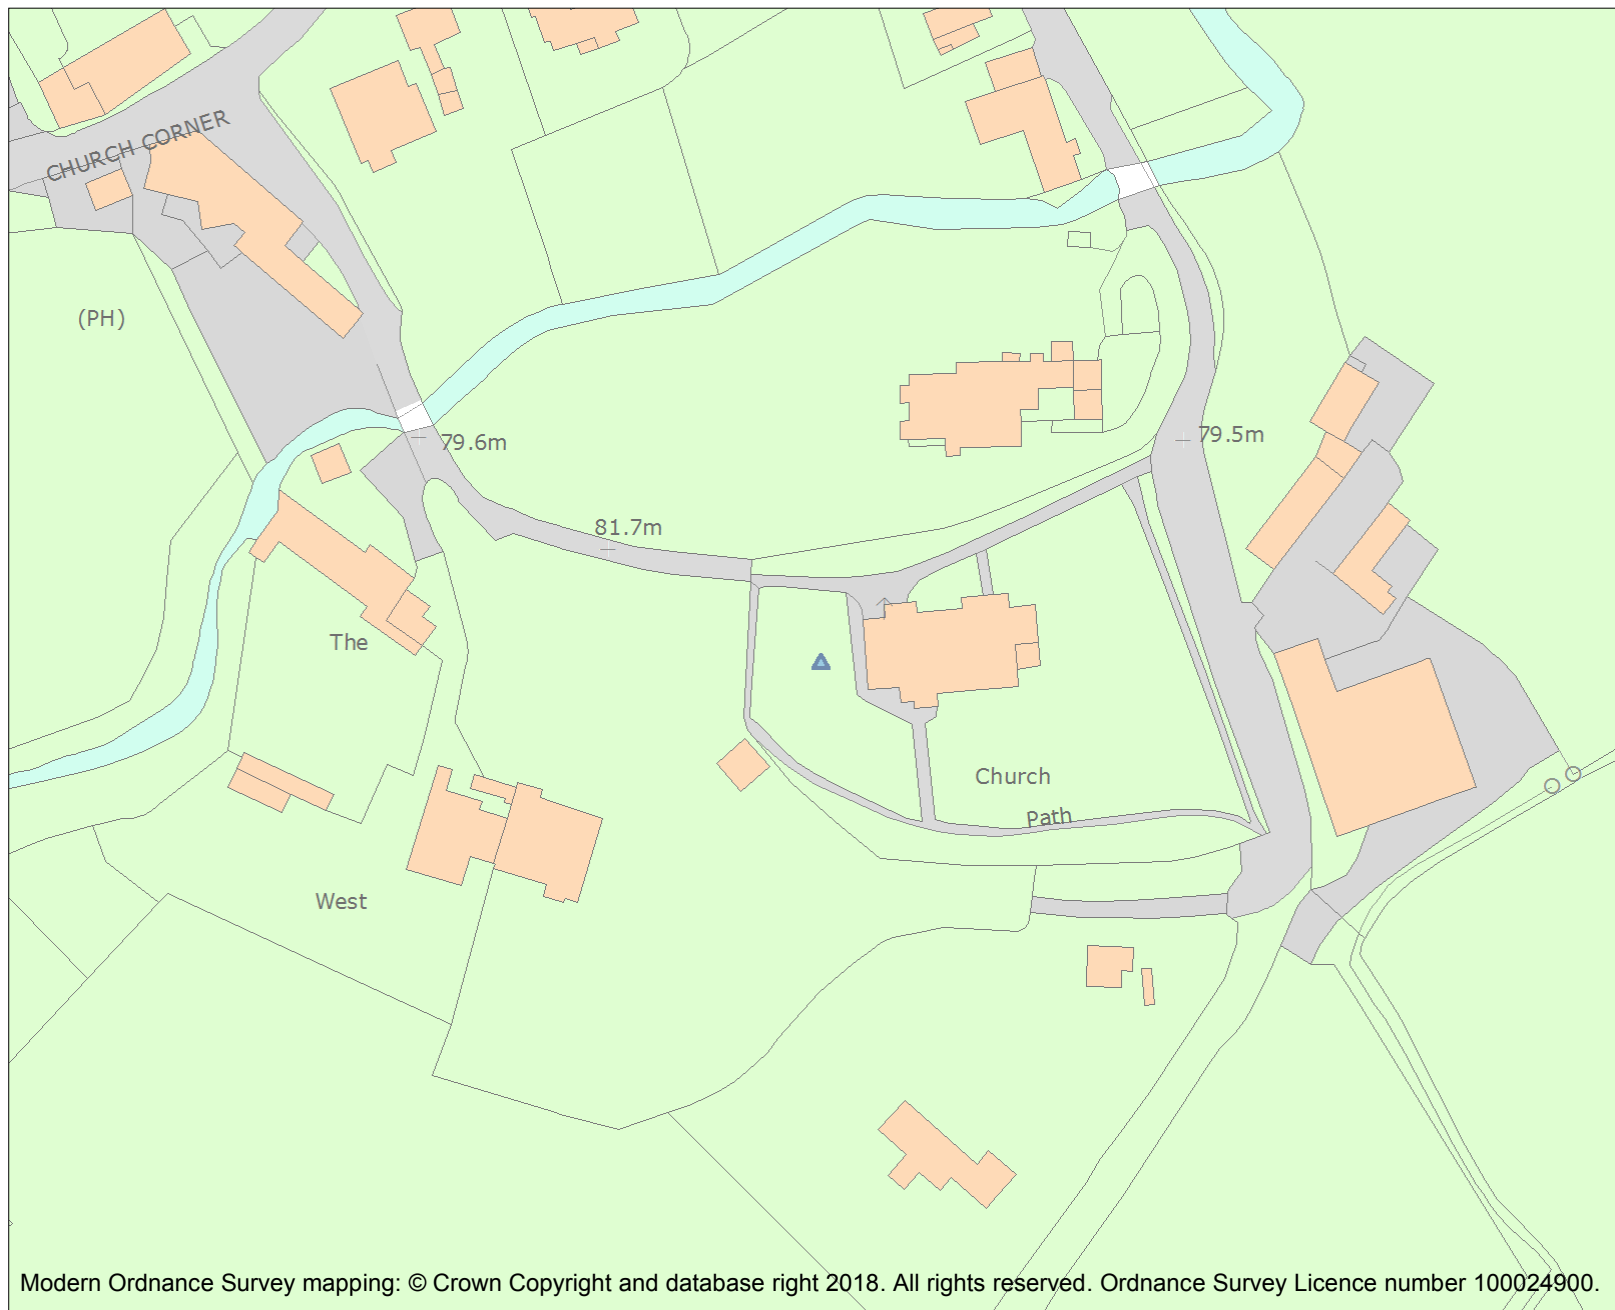 CHURCH CORNER
(PH)
79.6m
79.5m
81.7m
The
Church
Path
West
Modern Ordnance Survey mapping: © Crown Copyright and database right 2018. All rights reserved. Ordnance Survey Licence number 100024900.